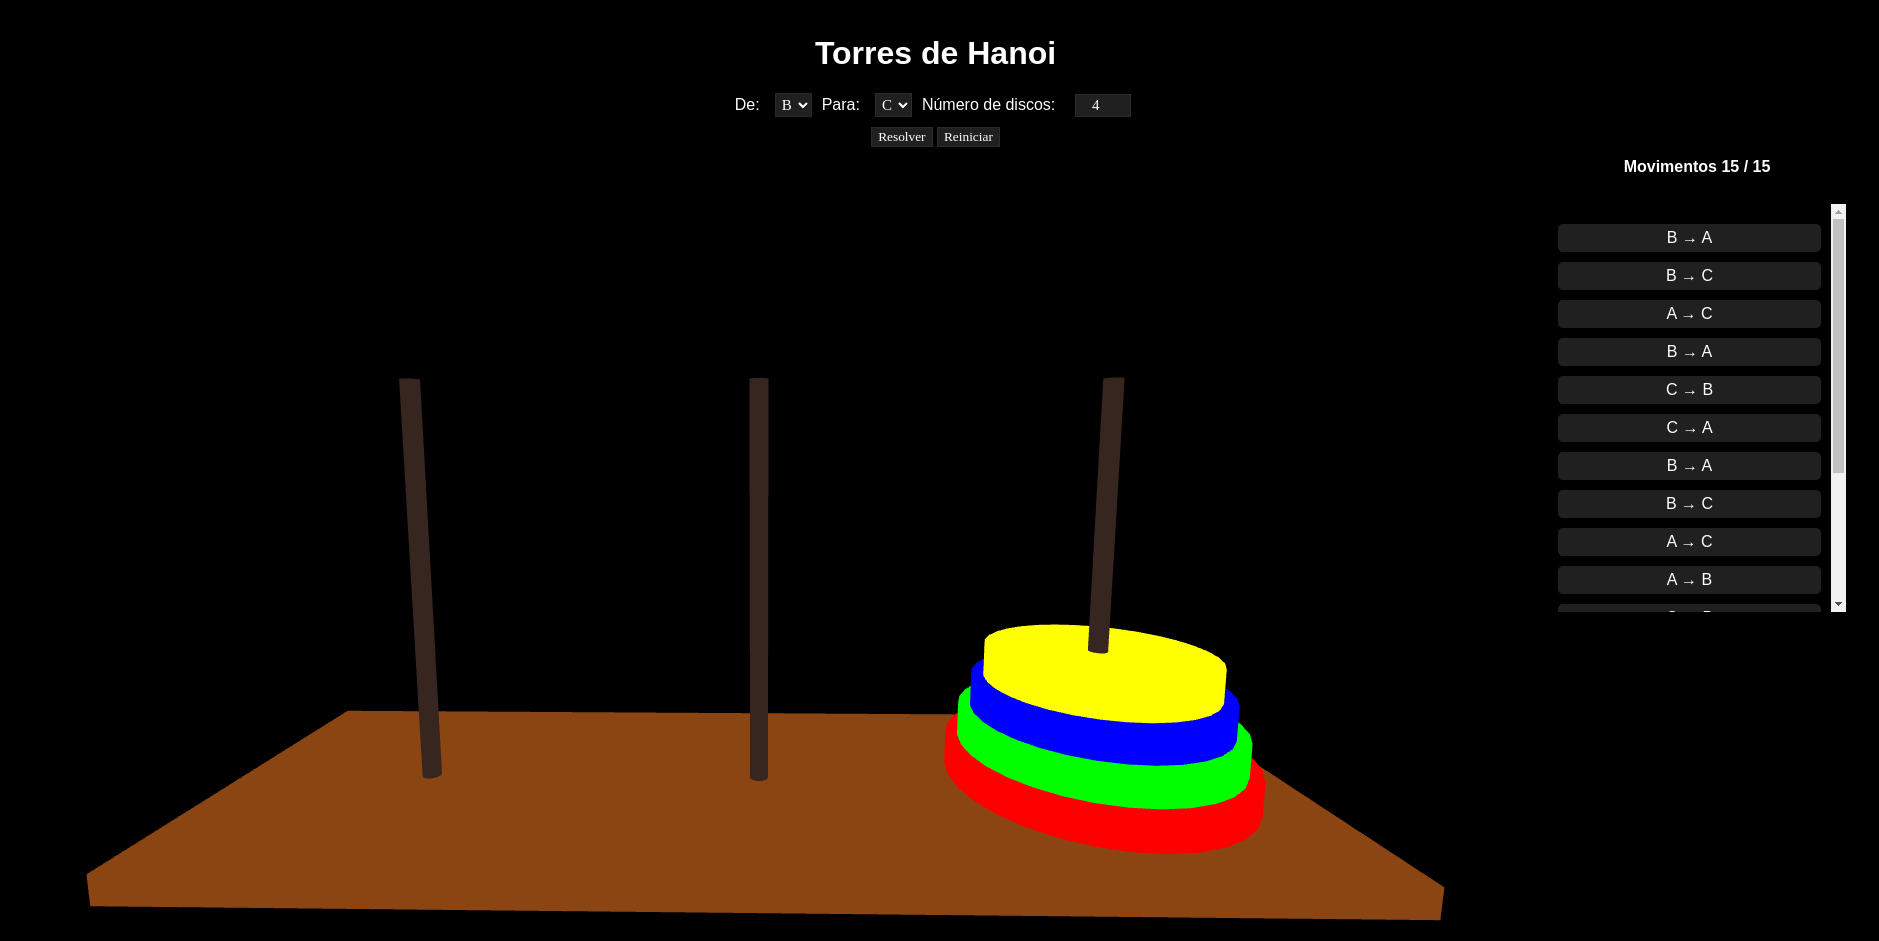 Torres de Hanoi
De: B Para: C Número de discos: 4
Resolver Reiniciar
Movimentos 15 / 15
B → A
B → C
A → C
B → A
C → B
C → A
B → A
B → C
A → C
A → B